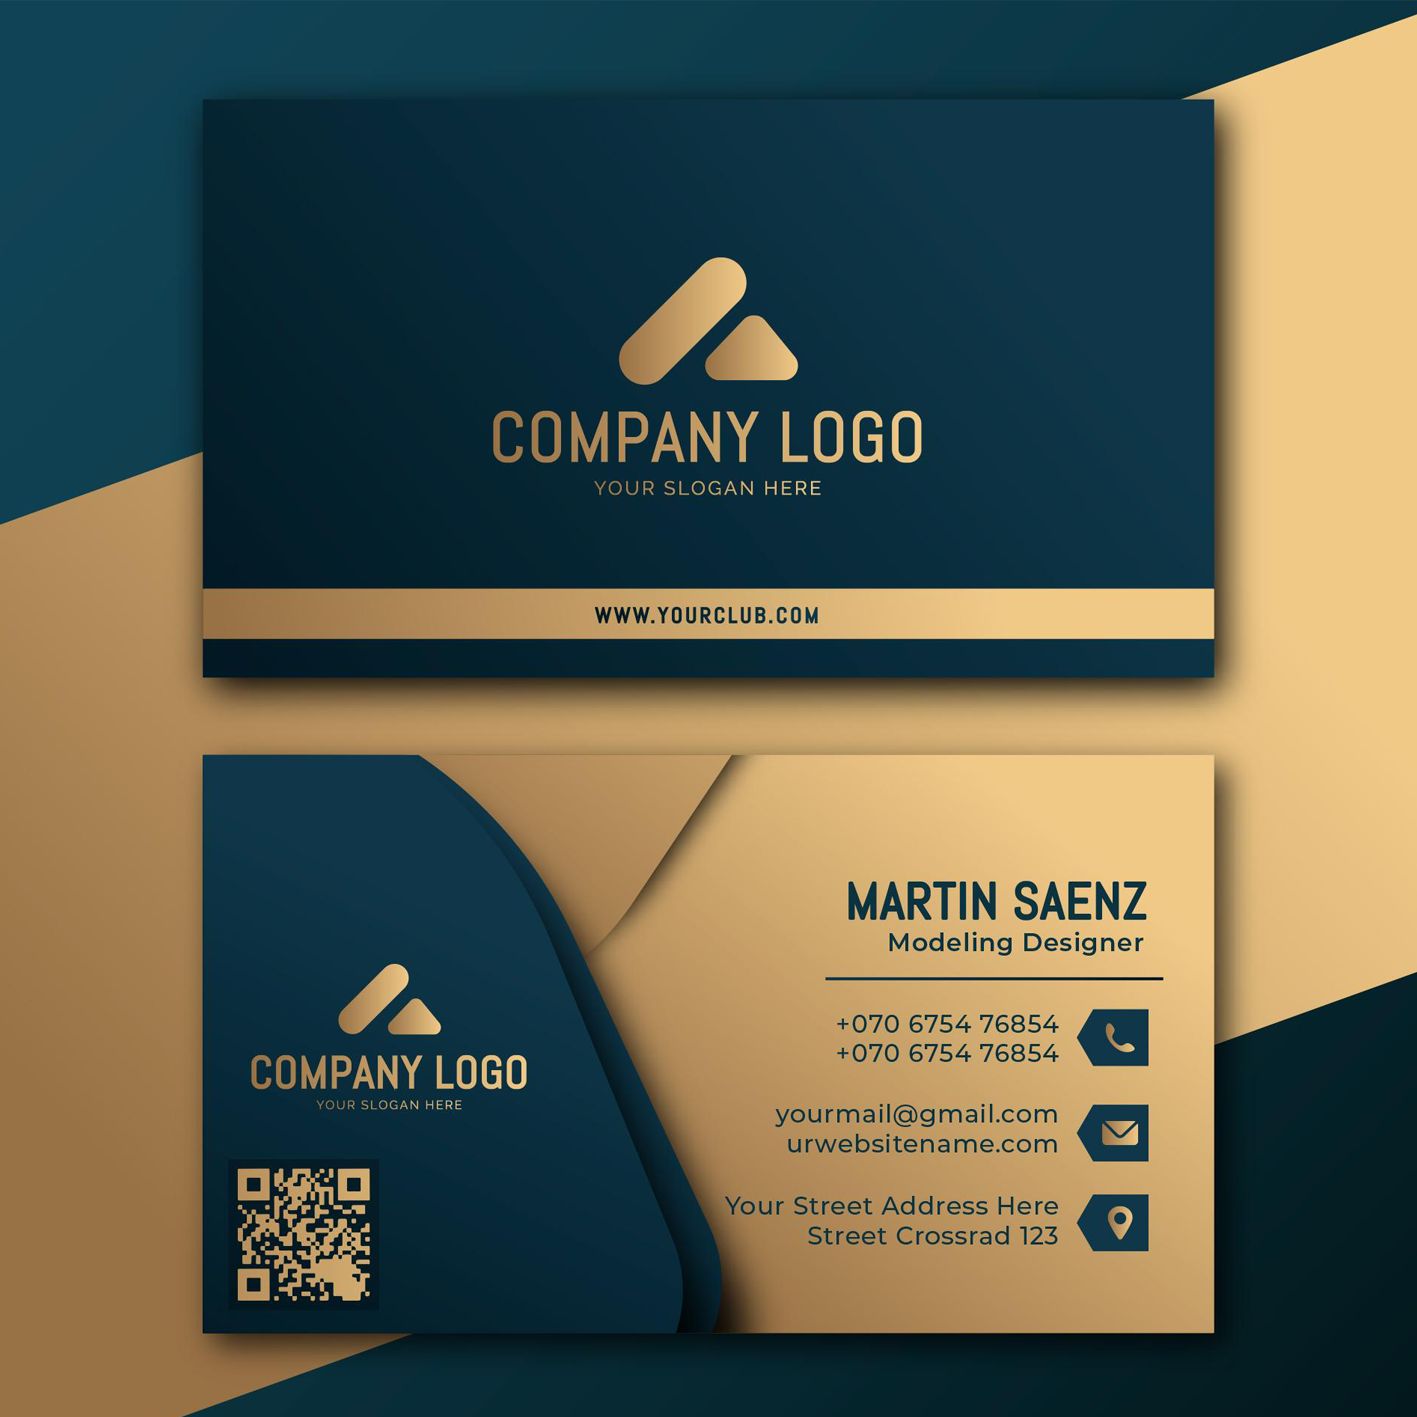 COMPANY LOGO
YOUR SLOGAN HERE
WWW.YOURCLUB.COM
COMPANY LOGO
YOUR SLOGAN HERE
MARTIN SAENZ
Modeling Designer
+070 6754 76854
+070 6754 76854
yourmail@gmail.com
urwebsitename.com
Your Street Address Here
Street Crossrad 123